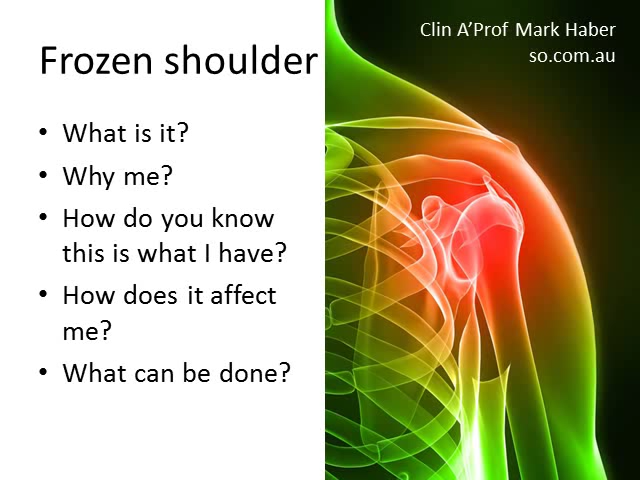 Clin A’Prof Mark Haber
so.com.au
Frozen shoulder
• What is it?
• Why me?
• How do you know
this is what I have?
• How does it affect
me?
• What can be done?